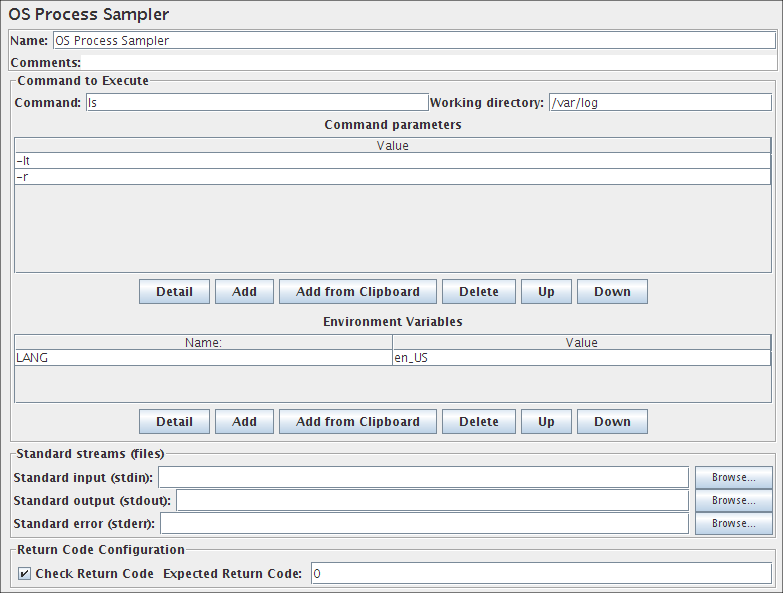 OS Process Sampler
Name: OS Process Sampler
Comments:
Command to Execute
Command: ls Working directory: /var/log
Command parameters
Value
-lt
-r
Detail Add Add from Clipboard Delete Up Down
Environment Variables
Name: Value
LANG en_US
Detail Add Add from Clipboard Delete Up Down
Standard streams (files)
Standard input (stdin): Browse...
Standard output (stdout): Browse...
Standard error (stderr): Browse...
Return Code Configuration
Check Return Code Expected Return Code: 0